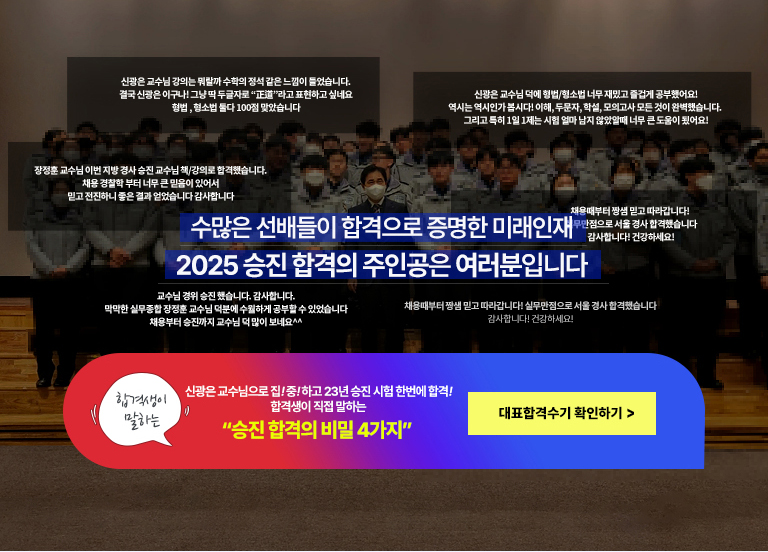 신광은 교수님 강의는 뭐랄까 수학의 정석 같은 느낌이 들었습니다.
결국 신광은 이구나! 그냥 딱 두글자로 “正道”라고 표현하고 싶네요
형법 , 형소법 둘다 100점 맞았습니다
신광은 교수님 덕에 형법/형소법 너무 재밌고 즐겁게 공부했어요!
역시는 역시인가 봅시다! 이해, 두문자, 학설, 모의고사 모든 것이 완벽했습니다.
그리고 특히 1일 1제는 시험 얼마 남지 않았을때 너무 큰 도움이 됬어요!
장정훈 교수님 이번 지방 경사 승진 교수님 책/강의로 합격했습니다.
채용 경찰학 부터 너무 큰 믿음이 있어서
믿고 전진하니 좋은 결과 얻었습니다 감사합니다
채용때부터 짱샘 믿고 따라갑니다!
무만점으로 서울 경사 합격했습니다
감사합니다! 건강하세요!
수많은 선배들이 합격으로 증명한 미래인재
2025 승진 합격의 주인공은 여러분입니다
교수님 경위 승진 했습니다. 감사합니다.
막막한 실무종합 장정훈 교수님 덕분에 수월하게 공부할 수 있었습니다
채용부터 승진까지 교수님 덕 많이 보네요^^
채용때부터 짱샘 믿고 따라갑니다! 실무만점으로 서울 경사 합격했습니다
감사합니다! 건강하세요!
합격생이
말하는
신광은 교수님으로 집!중!하고 23년 승진 시험 한번에 합격!
합격생이 직접 말하는
“승진 합격의 비밀 4가지”
대표합격수기 확인하기 >